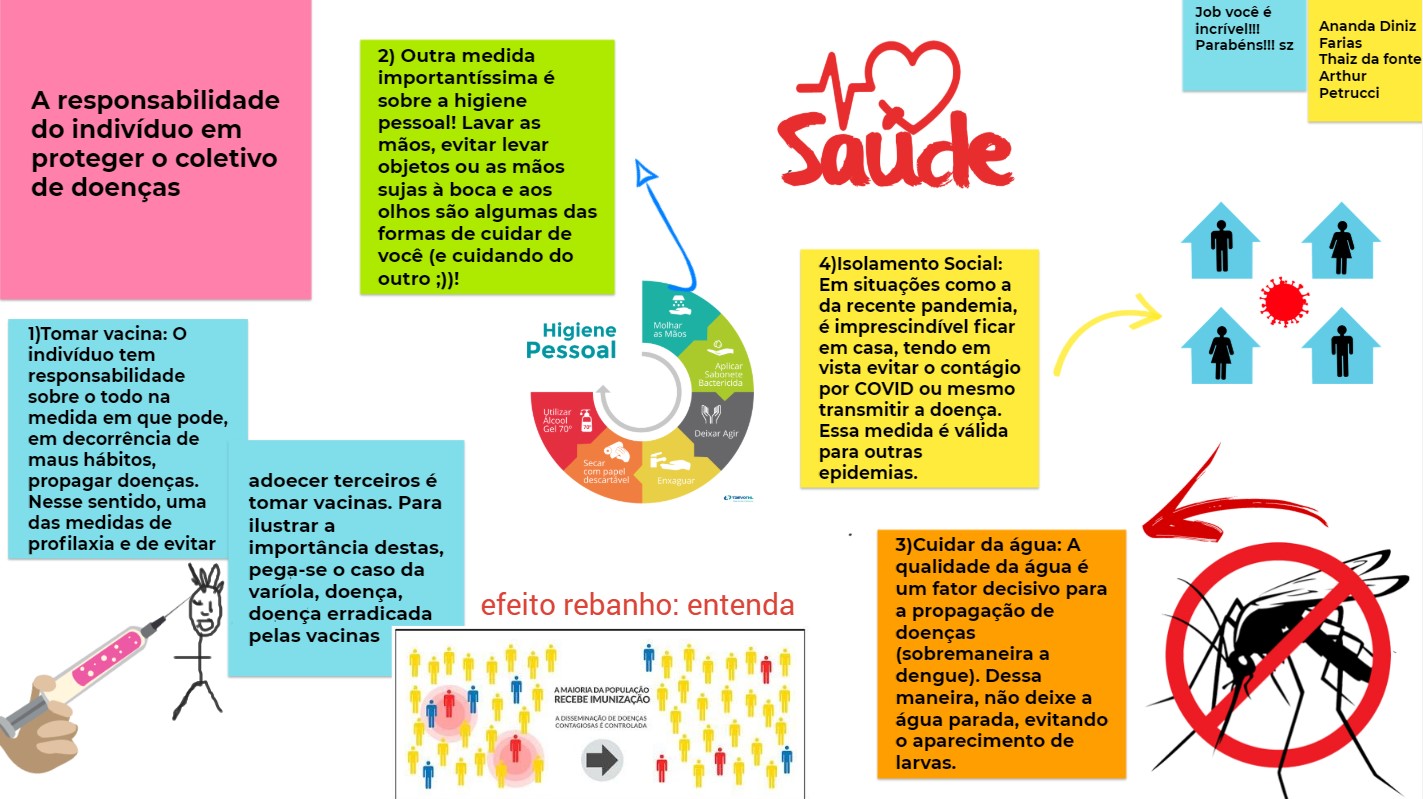 A responsabilidade
do indivíduo em
proteger o coletivo
de doenças
2) Outra medida
importantíssima é
sobre a higiene
pessoal! Lavar as
mãos, evitar levar
objetos ou as mãos
sujas à boca e aos
olhos são algumas das
formas de cuidar de
você (e cuidando do
outro ;))!
Saúde
Job você é
incrível!!!
Parabéns!!! sz
Ananda Diniz
Farias
Thaiz da fonte
Arthur
Petrucci
1)Tomar vacina: O
indivíduo tem
responsabilidade
sobre o todo na
medida em que pode,
em decorrência de
maus hábitos,
propagar doenças.
Nesse sentido, uma
das medidas de
profilaxia e de evitar
adoecer terceiros é
tomar vacinas. Para
ilustrar a
importância destas,
pega-se o caso da
varíola, doença,
doença erradicada
pelas vacinas
Higiene
Pessoal
Molhar
as Mãos
Aplicar
Sabonete
Bactericida
Deixar Agir
Enxaguar
Secar
com papel
descartável
Utilizar
Álcool
Gel 70°
70°
4)Isolamento Social:
Em situações como a
da recente pandemia,
é imprescindível ficar
em casa, tendo em
vista evitar o contágio
por COVID ou mesmo
transmitir a doença.
Essa medida é válida
para outras
epidemias.
efeito rebanho: entenda
A MAIORIA DA POPULAÇÃO
RECEBE IMUNIZAÇÃO
A DISSEMINAÇÃO DE DOENÇAS
CONTAGIOSAS É CONTROLADA
3)Cuidar da água: A
qualidade da água é
um fator decisivo para
a propagação de
doenças
(sobremaneira a
dengue). Dessa
maneira, não deixe a
água parada, evitando
o aparecimento de
larvas.